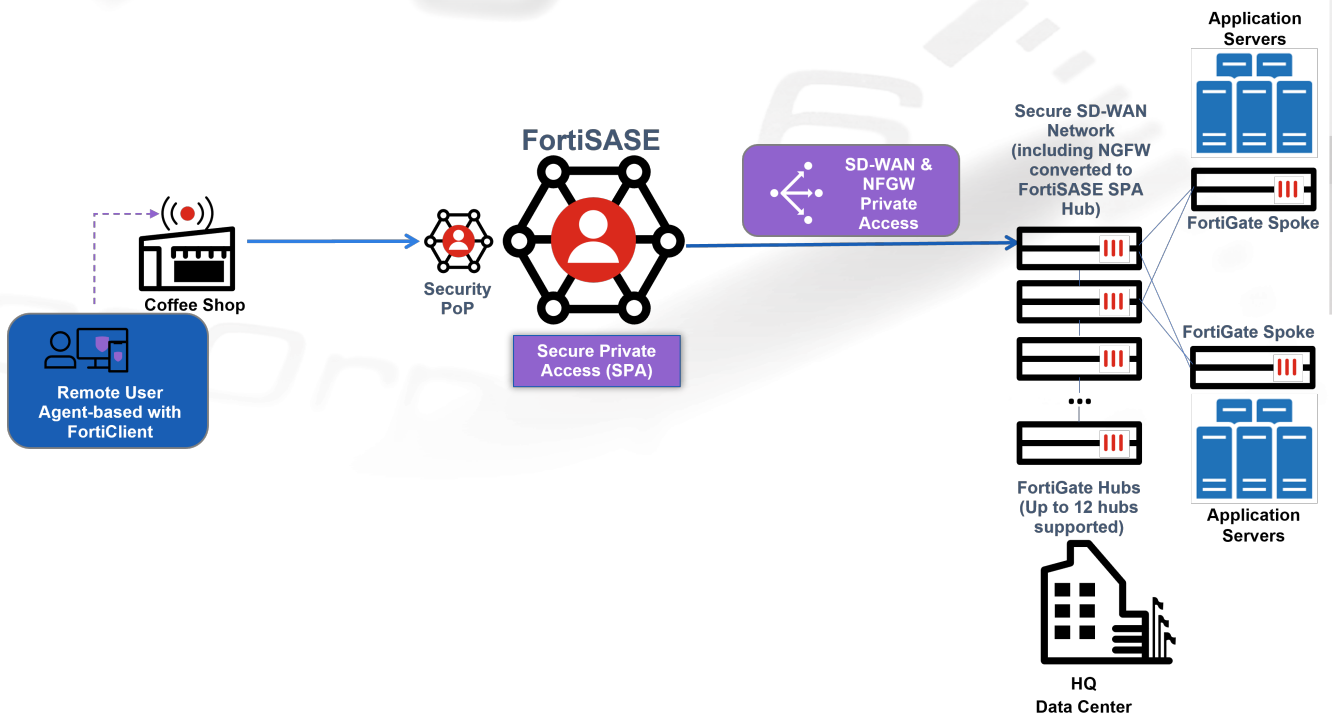 Application
Servers
FortiGate Spoke
Secure SD-WAN
Network
(including NGFW
converted to
FortiSASE SPA
Hub)
SD-WAN &
NFGW
Private
Access
FortiSASE
Security
PoP
Secure Private
Access (SPA)
Coffee Shop
Remote User
Agent-based with
FortiClient
FortiGate Spoke
Application
Servers
FortiGate Hubs
(Up to 12 hubs
supported)
HQ
Data Center